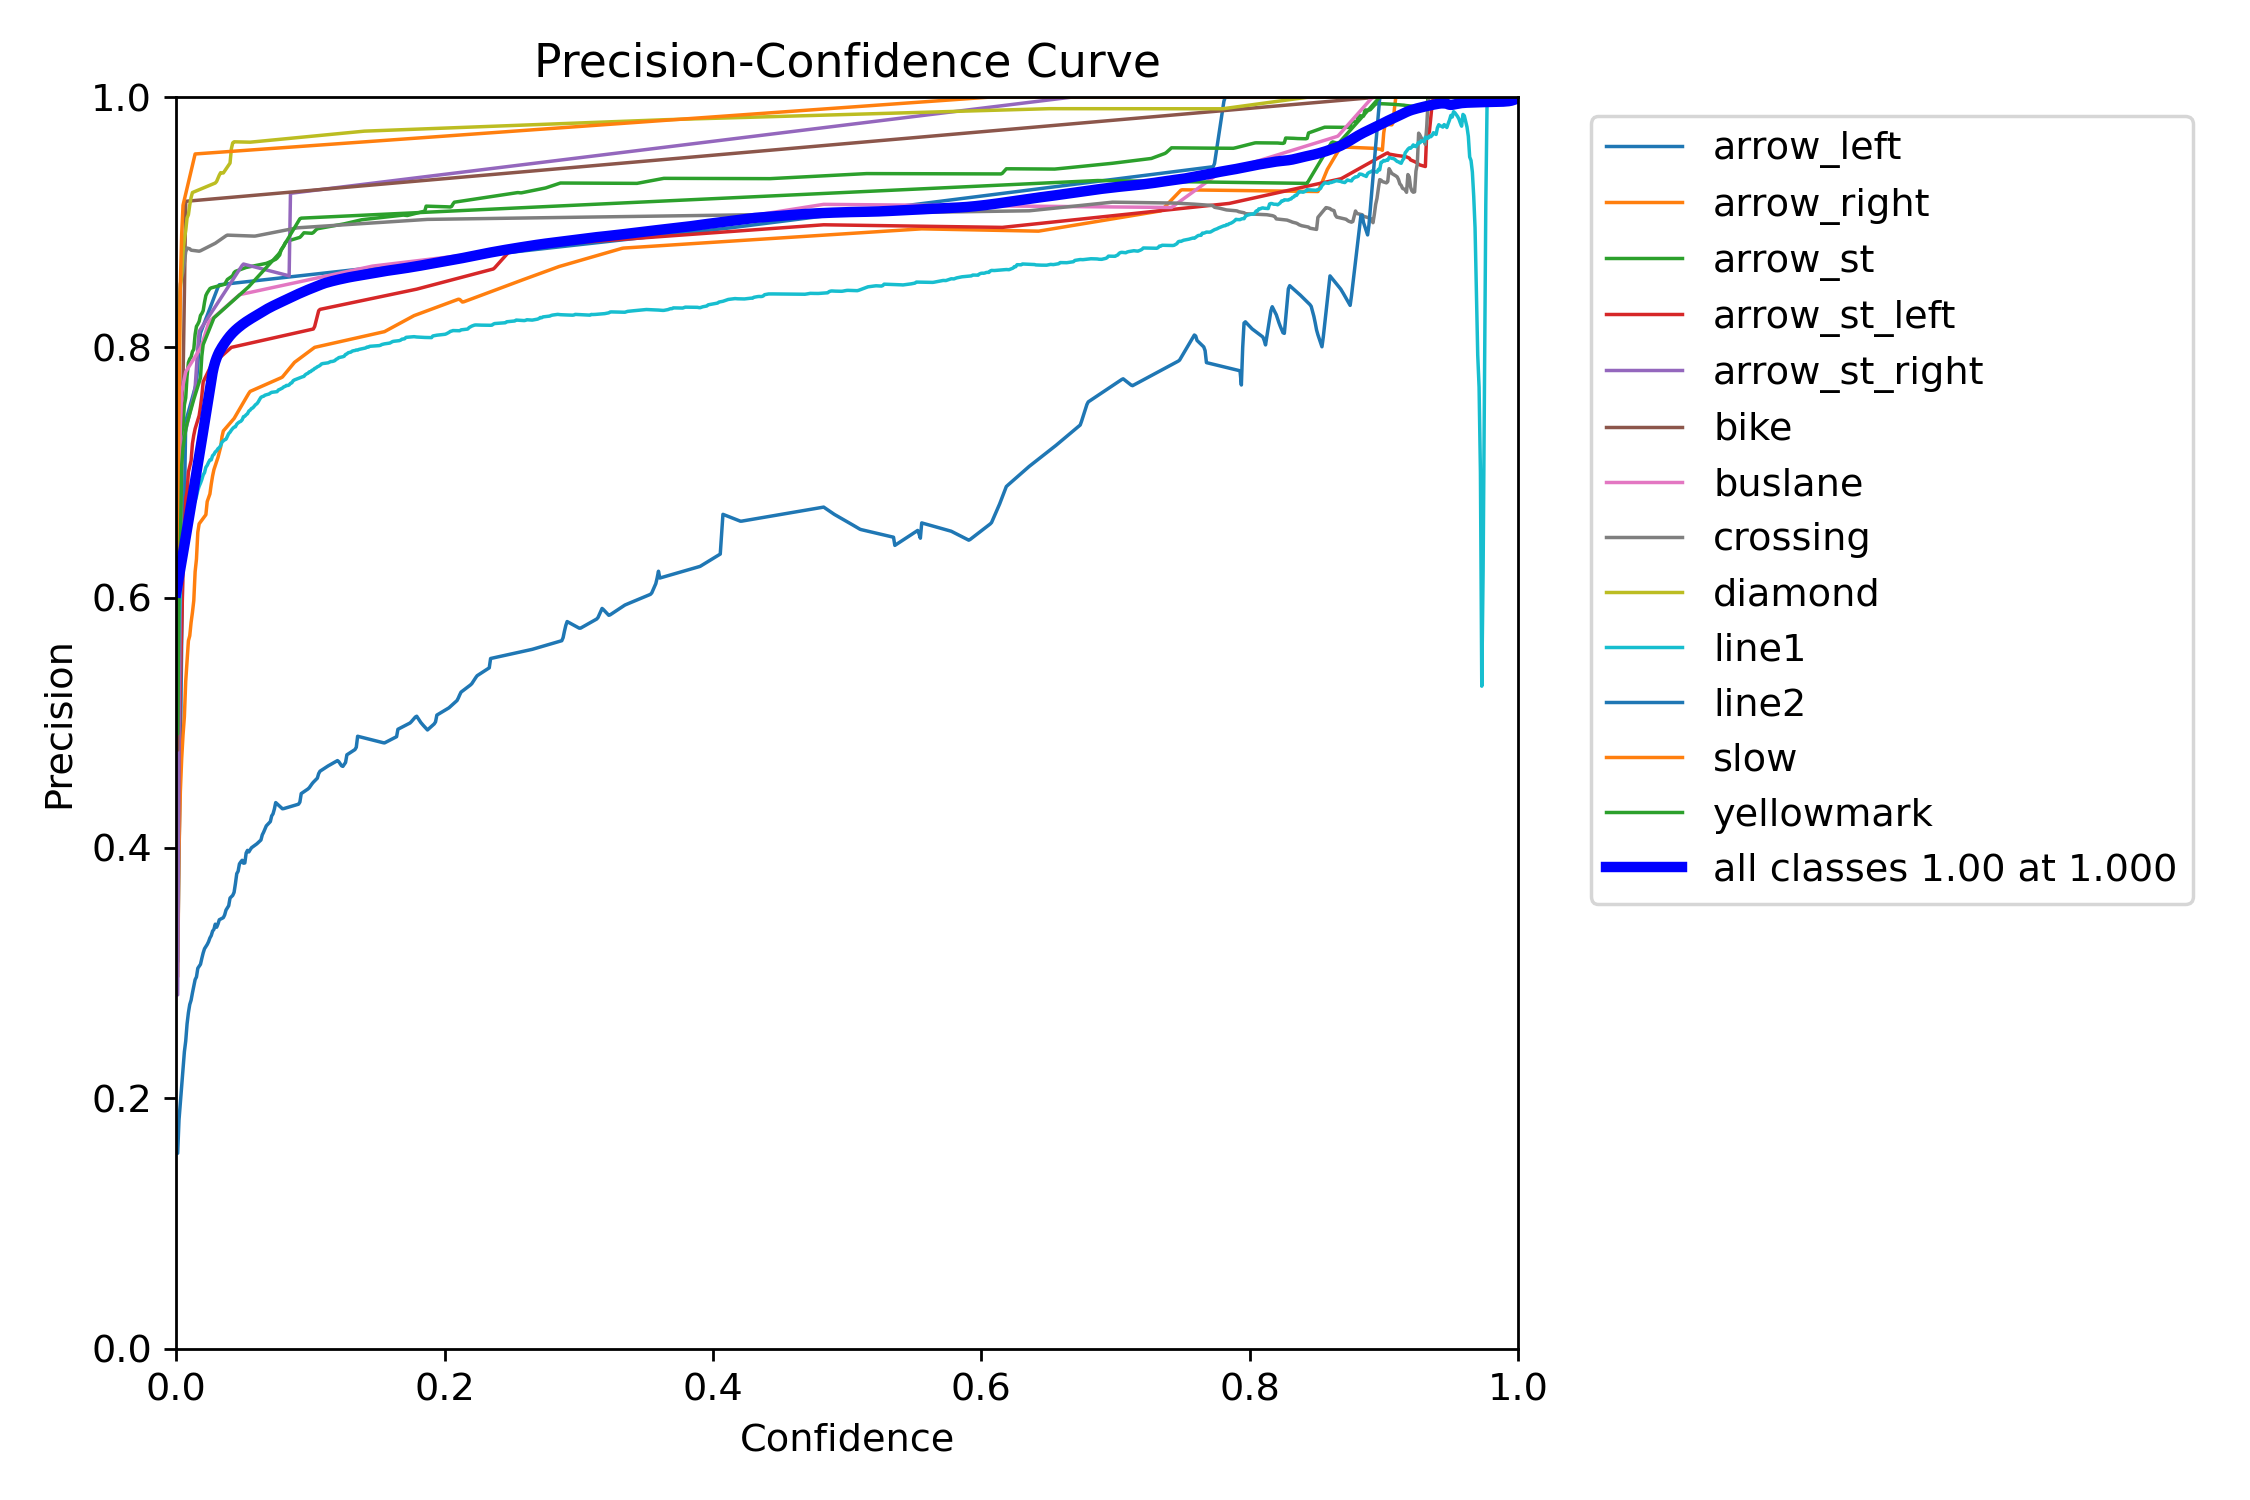 Precision-Confidence Curve
1.0
0.8
0.6
0.4
0.2
0.0
Precision
0.0 0.2 0.4 0.6 0.8 1.0
Confidence
arrow_left
arrow_right
arrow_st
arrow_st_left
arrow_st_right
bike
buslane
crossing
diamond
line1
line2
slow
yellowmark
all classes 1.00 at 1.000